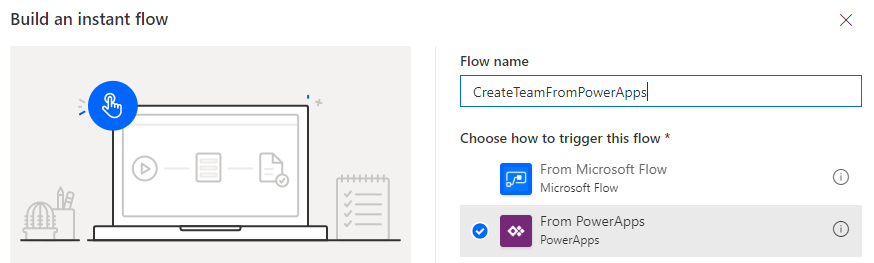 Build an instant flow
Flow name
CreateTeamFromPowerApps
Choose how to trigger this flow *
From Microsoft Flow
Microsoft Flow
From PowerApps
PowerApps